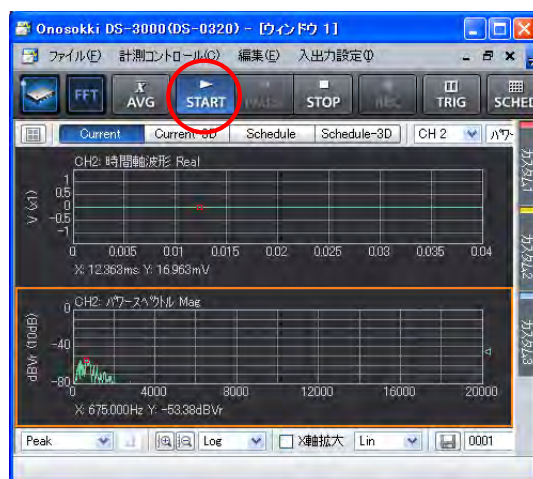 Onosokki DS-3000(DS-0320) - [ウィンドウ 1]
ファイル(F) 計測コントロール(C) 編集(E) 入出力設定(I)
FFT X AVG START PAUSE STOP REC TRIG SCHED
Current Current-3D Schedule Schedule-3D CH 2 パワ-
CH2: 時間軸波形 Real
V (x1)
1
0.5
0
-0.5
-1
0 0.005 0.01 0.015 0.02 0.025 0.03 0.035 0.04
X: 12.363ms Y: 16.963mV
CH2: パワースペクトル Mag
dBVr (10dB)
0
-40
-80
0 4000 8000 12000 16000 20000
X: 675.000Hz Y: -53.38dBVr
カスタム1
カスタム2
カスタム3
Peak Log X軸拡大 Lin 0001